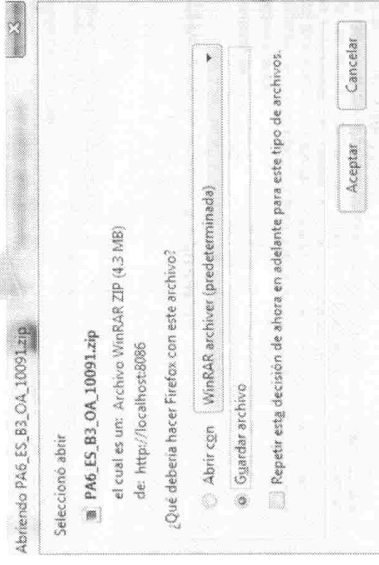 Abriendo PA6_ES_B3_OA_10091.zip
Seleccionó abrir
PA6_ES_B3_OA_10091.zip
el cual es un: Archivo WinRAR ZIP (4.3 MB)
de: http://localhost:8086
¿Qué debería hacer Firefox con este archivo?
Abrir con WinRAR archiver (predeterminada)
Guardar archivo
Repetir esta decisión de ahora en adelante para este tipo de archivos.
Aceptar Cancelar